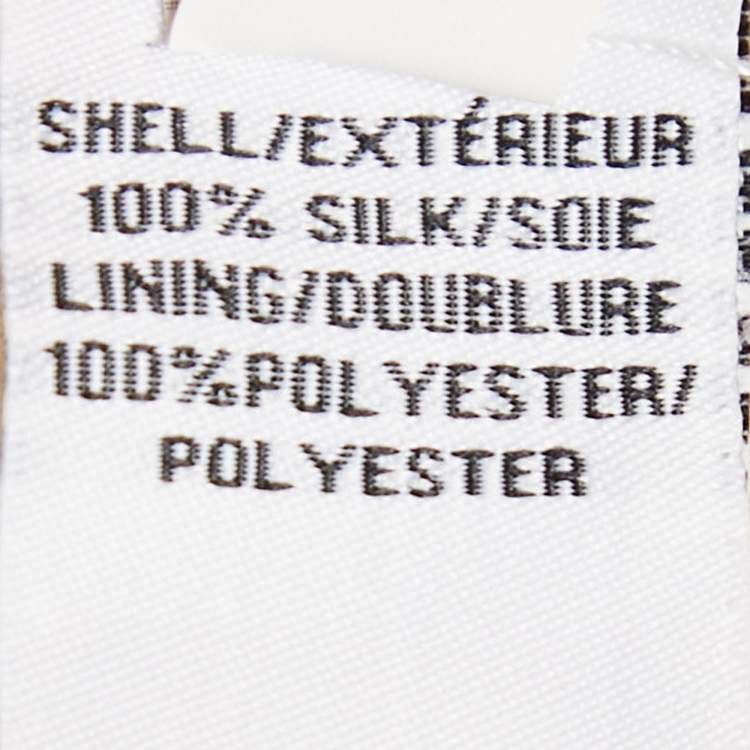 SHELL/EXTÉRIEUR
100% SILK/SOIE
LINING/DOUBLURE
100%POLYESTER/
POLYESTER